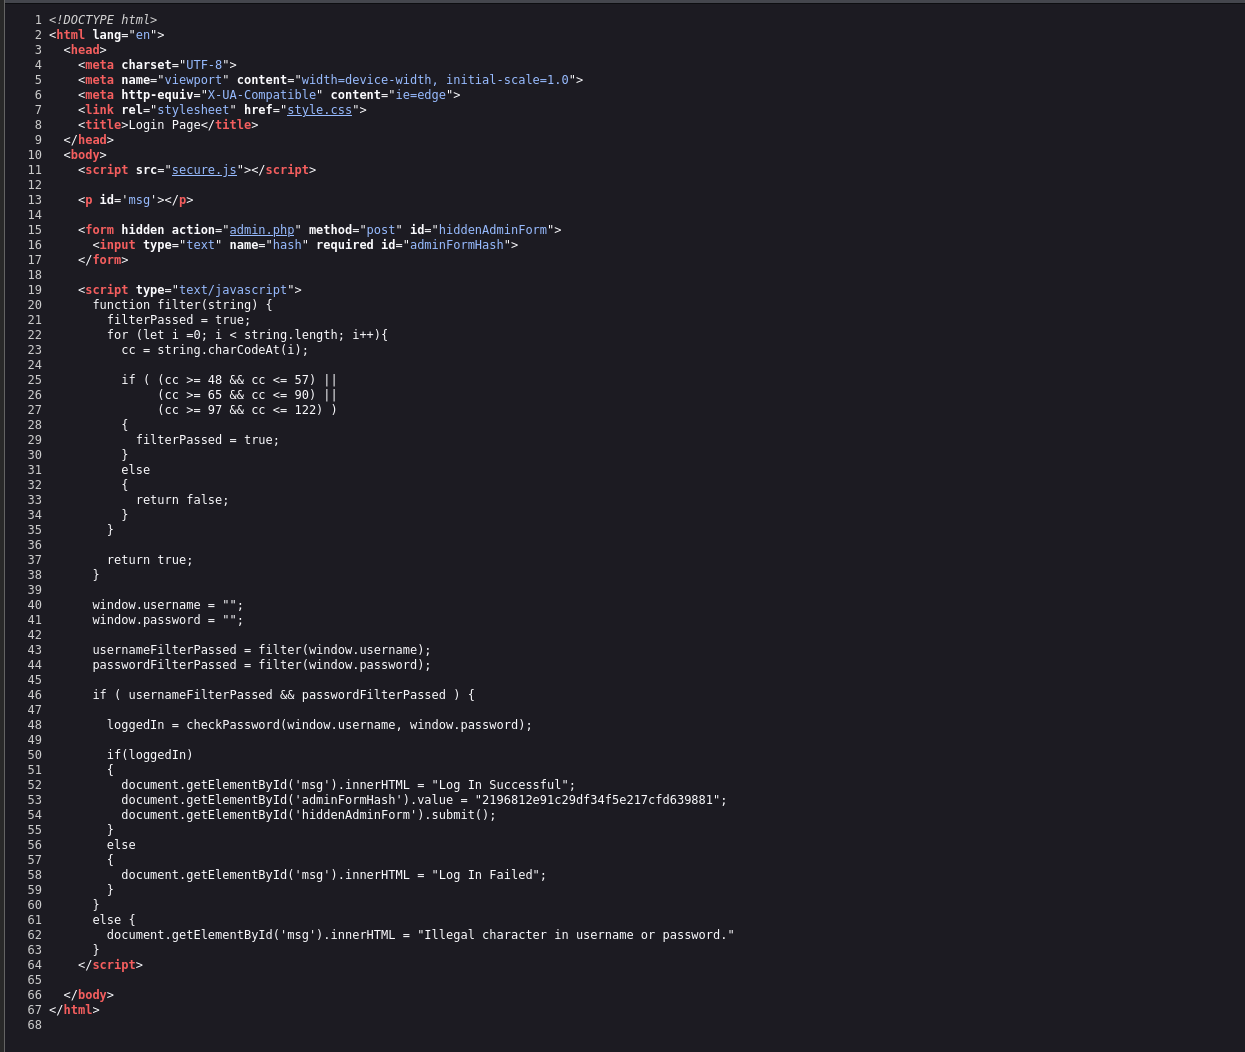 1 <!DOCTYPE html>
2 <html lang="en">
3   <head>
4     <meta charset="UTF-8">
5     <meta name="viewport" content="width=device-width, initial-scale=1.0">
6     <meta http-equiv="X-UA-Compatible" content="ie=edge">
7     <link rel="stylesheet" href="style.css">
8     <title>Login Page</title>
9   </head>
10   <body>
11     <script src="secure.js"></script>
12
13     <p id='msg'></p>
14
15     <form hidden action="admin.php" method="post" id="hiddenAdminForm">
16       <input type="text" name="hash" required id="adminFormHash">
17     </form>
18
19     <script type="text/javascript">
20       function filter(string) {
21         filterPassed = true;
22         for (let i =0; i < string.length; i++){
23           cc = string.charCodeAt(i);
24
25           if ( (cc >= 48 && cc <= 57) ||
26                (cc >= 65 && cc <= 90) ||
27                (cc >= 97 && cc <= 122) )
28           {
29             filterPassed = true;
30           }
31           else
32           {
33             return false;
34           }
35         }
36
37         return true;
38       }
39
40       window.username = "";
41       window.password = "";
42
43       usernameFilterPassed = filter(window.username);
44       passwordFilterPassed = filter(window.password);
45
46       if ( usernameFilterPassed && passwordFilterPassed ) {
47
48         loggedIn = checkPassword(window.username, window.password);
49
50         if(loggedIn)
51         {
52           document.getElementById('msg').innerHTML = "Log In Successful";
53           document.getElementById('adminFormHash').value = "2196812e91c29df34f5e217cfd639881";
54           document.getElementById('hiddenAdminForm').submit();
55         }
56         else
57         {
58           document.getElementById('msg').innerHTML = "Log In Failed";
59         }
60       }
61       else {
62         document.getElementById('msg').innerHTML = "Illegal character in username or password."
63       }
64     </script>
65
66   </body>
67 </html>
68